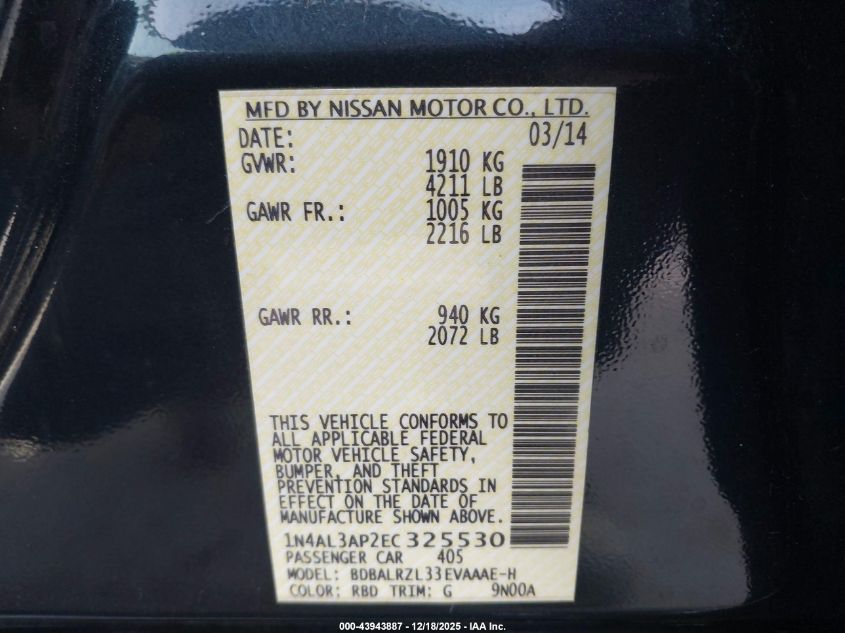 MFD BY NISSAN MOTOR CO., LTD.
DATE: 03/14
GVWR: 1910 KG
4211 LB
GAWR FR.: 1005 KG
2216 LB
GAWR RR.: 940 KG
2072 LB
THIS VEHICLE CONFORMS TO
ALL APPLICABLE FEDERAL
MOTOR VEHICLE SAFETY,
BUMPER, AND THEFT
PREVENTION STANDARDS IN
EFFECT ON THE DATE OF
MANUFACTURE SHOWN ABOVE.
1N4AL3AP2EC325530
PASSENGER CAR 405
MODEL: BDBALRZL33EVAAAE-H
COLOR: RBD TRIM: G 9N00A
000-43943887 - 12/18/2025 - IAA Inc.